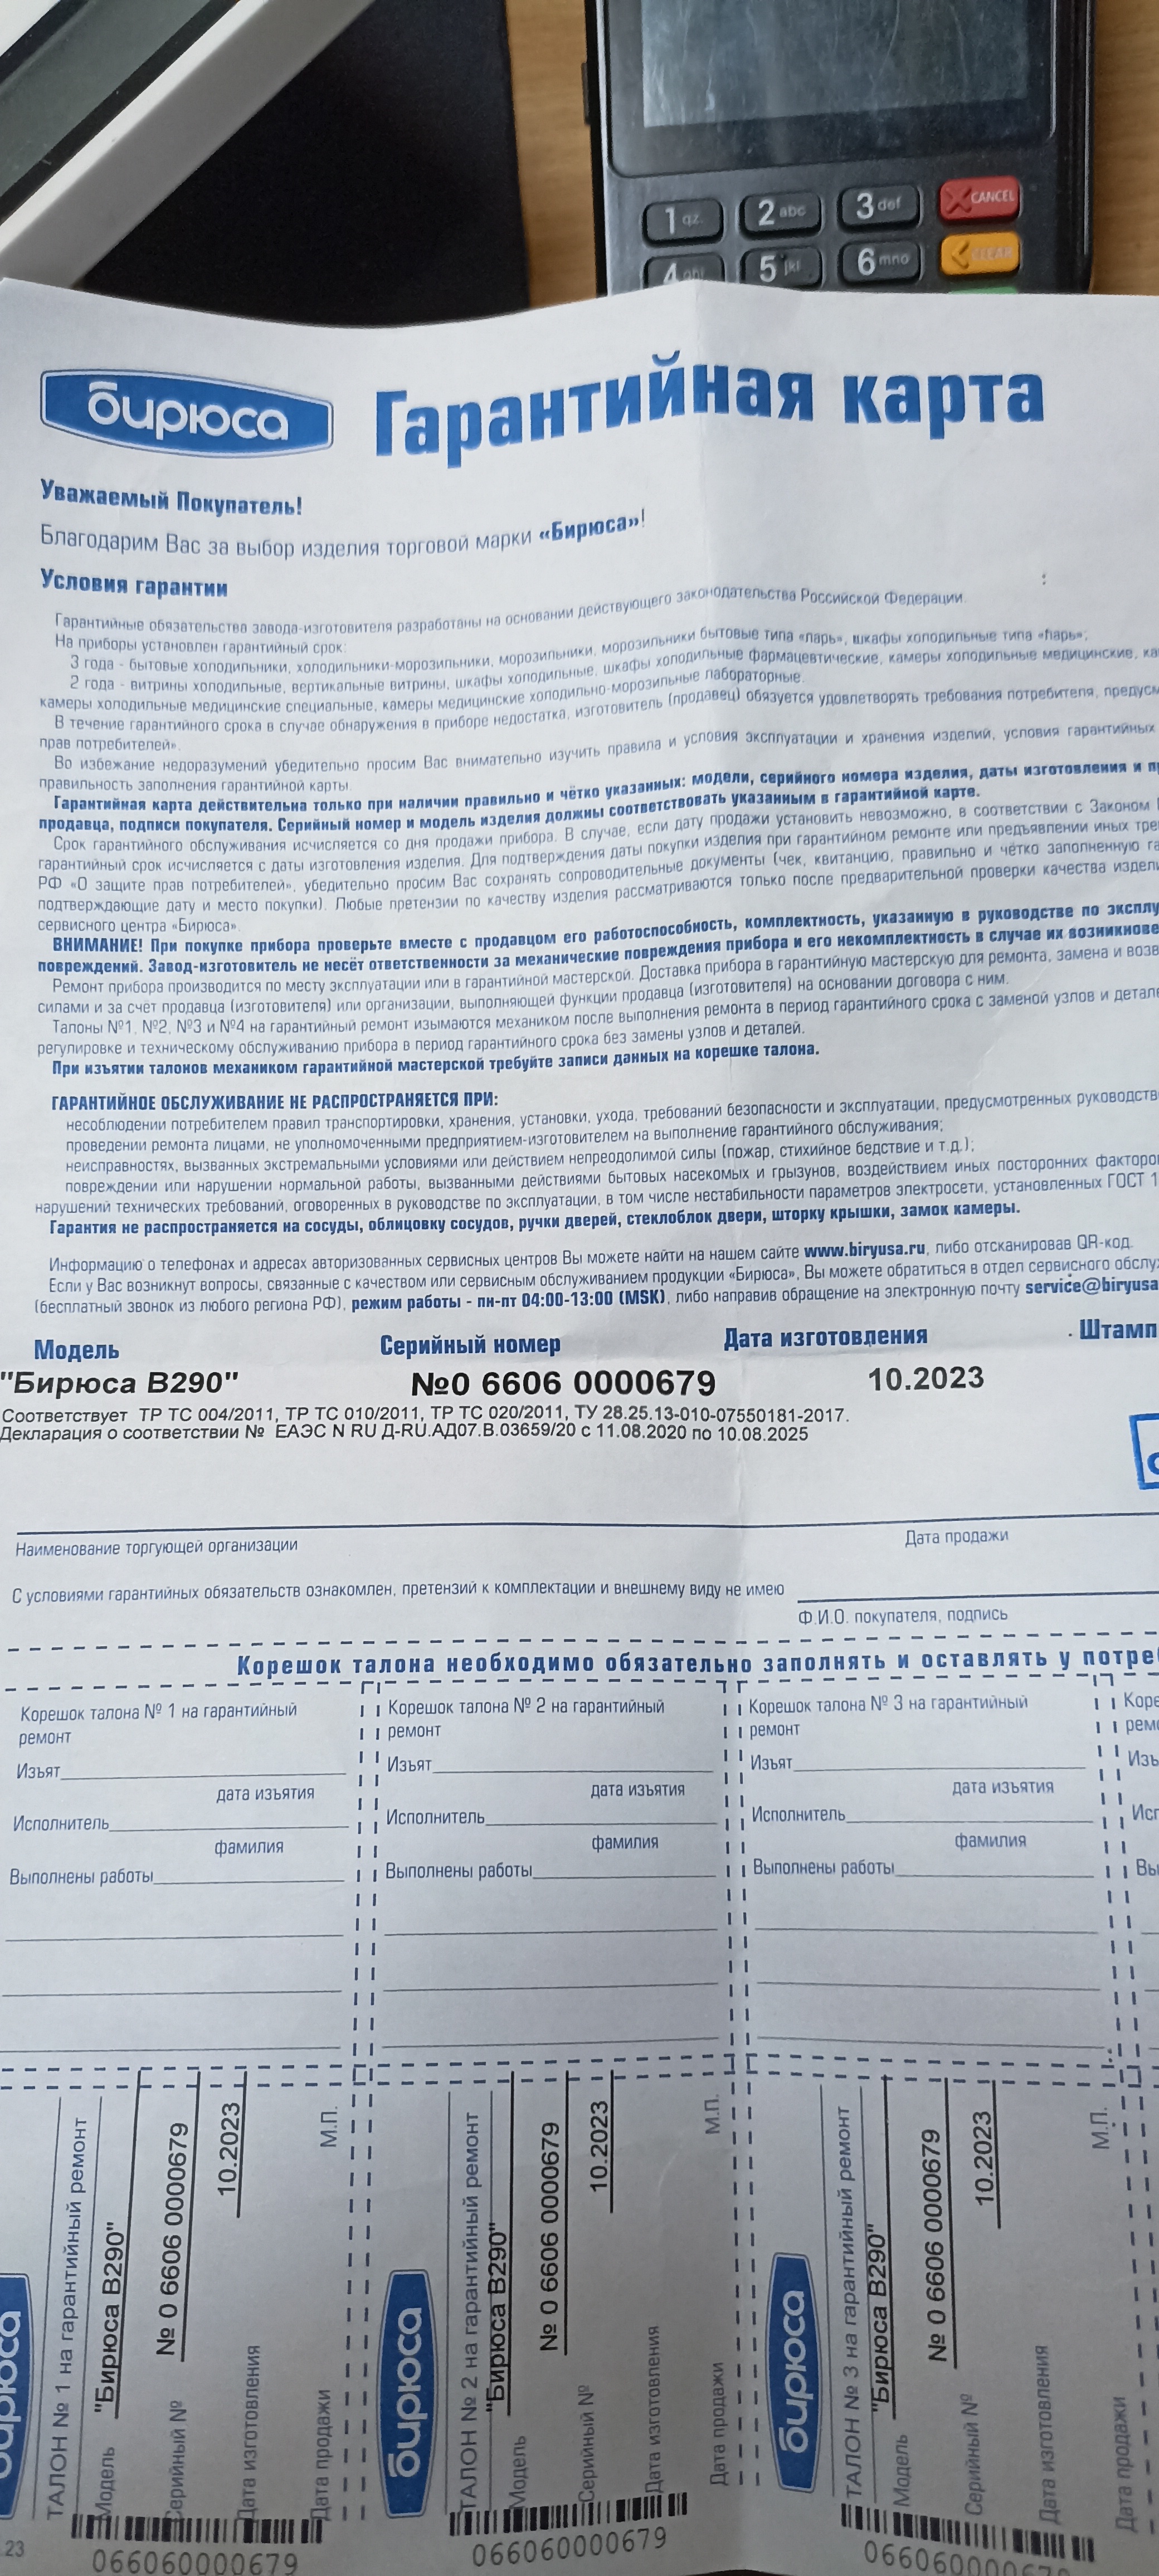 1 qz.
2 abc
3 def
CANCEL
4 ghi
5 jkl
6 mno
CLEAR
бирюса
Гарантийная карта
Уважаемый Покупатель!
Благодарим Вас за выбор изделия торговой марки «Бирюса»!
Условия гарантии
Гарантийные обязательства завода-изготовителя разработаны на основании действующего законодательства Российской Федерации.
На приборы установлен гарантийный срок:
3 года - бытовые холодильники, холодильники-морозильники, морозильники, морозильники бытовые типа «ларь», шкафы холодильные типа «ларь»;
2 года - витрины холодильные, вертикальные витрины, шкафы холодильные, шкафы холодильные фармацевтические, камеры холодильные медицинские,
камеры холодильные медицинские специальные, камеры медицинские холодильно-морозильные лабораторные.
В течение гарантийного срока в случае обнаружения в приборе недостатка, изготовитель (продавец) обязуется удовлетворять требования потребителя,
прав потребителей».
Во избежание недоразумений убедительно просим Вас внимательно изучить правила и условия эксплуатации и хранения изделий, условия гарантийных
правильность заполнения гарантийной карты.
Гарантийная карта действительна только при наличии правильно и чётко указанных: модели, серийного номера изделия, даты изготовления и
продавца, подписи покупателя. Серийный номер и модель изделия должны соответствовать указанным в гарантийной карте.
Срок гарантийного обслуживания исчисляется со дня продажи прибора. В случае, если дату продажи установить невозможно, в соответствии с Законом
гарантийный срок исчисляется с даты изготовления изделия. Для подтверждения даты покупки изделия при гарантийном ремонте или предъявлении иных
РФ «О защите прав потребителей», убедительно просим Вас сохранять сопроводительные документы (чек, квитанцию, правильно и чётко заполненную
подтверждающие дату и место покупки). Любые претензии по качеству изделия рассматриваются только после предварительной проверки качества
сервисного центра «Бирюса».
ВНИМАНИЕ! При покупке прибора проверьте вместе с продавцом его работоспособность, комплектность, указанную в руководстве по
повреждений. Завод-изготовитель не несёт ответственности за механические повреждения прибора и его некомплектность в случае их
Ремонт прибора производится по месту эксплуатации или в гарантийной мастерской. Доставка прибора в гарантийную мастерскую для ремонта, замена и
силами и за счёт продавца (изготовителя) или организации, выполняющей функции продавца (изготовителя) на основании договора с ним.
Талоны №1, №2, №3 и №4 на гарантийный ремонт изымаются механиком после выполнения ремонта в период гарантийного срока с заменой узлов и
регулировке и техническому обслуживанию прибора в период гарантийного срока без замены узлов и деталей.
При изъятии талонов механиком гарантийной мастерской требуйте записи данных на корешке талона.
ГАРАНТИЙНОЕ ОБСЛУЖИВАНИЕ НЕ РАСПРОСТРАНЯЕТСЯ ПРИ:
несоблюдении потребителем правил транспортировки, хранения, установки, ухода, требований безопасности и эксплуатации, предусмотренных
проведении ремонта лицами, не уполномоченными предприятием-изготовителем на выполнение гарантийного обслуживания;
неисправностях, вызванных экстремальными условиями или действием непреодолимой силы (пожар, стихийное бедствие и т.д.);
повреждении или нарушении нормальной работы, вызванными действиями бытовых насекомых и грызунов, воздействием иных посторонних
нарушений технических требований, оговоренных в руководстве по эксплуатации, в том числе нестабильности параметров электросети, установленных ГОСТ
Гарантия не распространяется на сосуды, облицовку сосудов, ручки дверей, стеклоблок двери, шторку крышки, замок камеры.
Информацию о телефонах и адресах авторизованных сервисных центров Вы можете найти на нашем сайте www.biryusa.ru, либо отсканировав QR-код.
Если у Вас возникнут вопросы, связанные с качеством или сервисным обслуживанием продукции «Бирюса», Вы можете обратиться в отдел сервисного
(бесплатный звонок из любого региона РФ), режим работы - пн-пт 04:00-13:00 (MSK), либо направив обращение на электронную почту service@biryusa
Модель
Серийный номер
Дата изготовления
Штамп
"Бирюса В290"
№0 6606 0000679
10.2023
Соответствует ТР ТС 004/2011, ТР ТС 010/2011, ТР ТС 020/2011, ТУ 28.25.13-010-07550181-2017.
Декларация о соответствии № ЕАЭС N RU Д-RU.АД07.В.03659/20 с 11.08.2020 по 10.08.2025
Наименование торгующей организации
Дата продажи
С условиями гарантийных обязательств ознакомлен, претензий к комплектации и внешнему виду не имею
Ф.И.О. покупателя, подпись
Корешок талона необходимо обязательно заполнять и оставлять у
Корешок талона № 1 на гарантийный
ремонт
Изъят
дата изъятия
Исполнитель
фамилия
Выполнены работы
Корешок талона № 2 на гарантийный
ремонт
Изъят
дата изъятия
Исполнитель
фамилия
Выполнены работы
Корешок талона № 3 на гарантийный
ремонт
Изъят
дата изъятия
Исполнитель
фамилия
Выполнены работы
бирюса
ТАЛОН № 1 на гарантийный ремонт
Модель "Бирюса В290"
Серийный № № 0 6606 0000679
Дата изготовления 10.2023
Дата продажи М.П.
066060000679
бирюса
ТАЛОН № 2 на гарантийный ремонт
Модель "Бирюса В290"
Серийный № № 0 6606 0000679
Дата изготовления 10.2023
Дата продажи М.П.
066060000679
бирюса
ТАЛОН № 3 на гарантийный ремонт
Модель "Бирюса В290"
Серийный № № 0 6606 0000679
Дата изготовления 10.2023
Дата продажи М.П.
066060000679
23